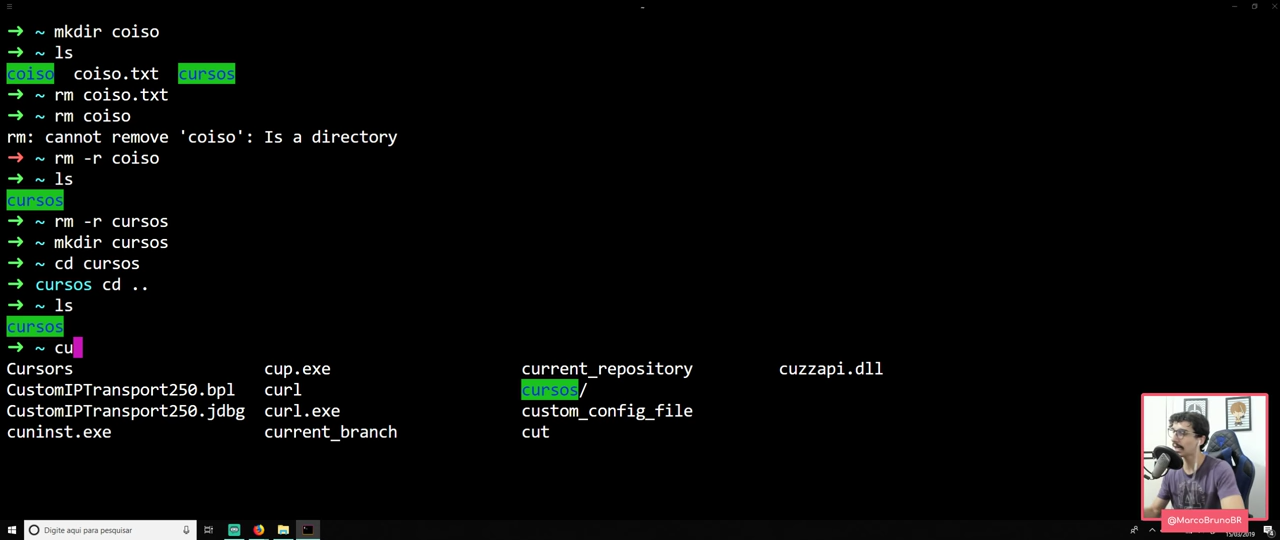 ➜ ~ mkdir coiso
➜ ~ ls
coiso coiso.txt cursos
➜ ~ rm coiso.txt
➜ ~ rm coiso
rm: cannot remove 'coiso': Is a directory
➜ ~ rm -r coiso
➜ ~ ls
cursos
➜ ~ rm -r cursos
➜ ~ mkdir cursos
➜ ~ cd cursos
➜ cursos cd ..
➜ ~ ls
cursos
➜ ~ cu
Cursors cup.exe current_repository cuzzapi.dll
CustomIPTransport250.bpl curl cursos/
CustomIPTransport250.jdbg curl.exe custom_config_file
cuninst.exe current_branch cut
@MarcoBrunoBR
Digite aqui para pesquisar
15/03/2019